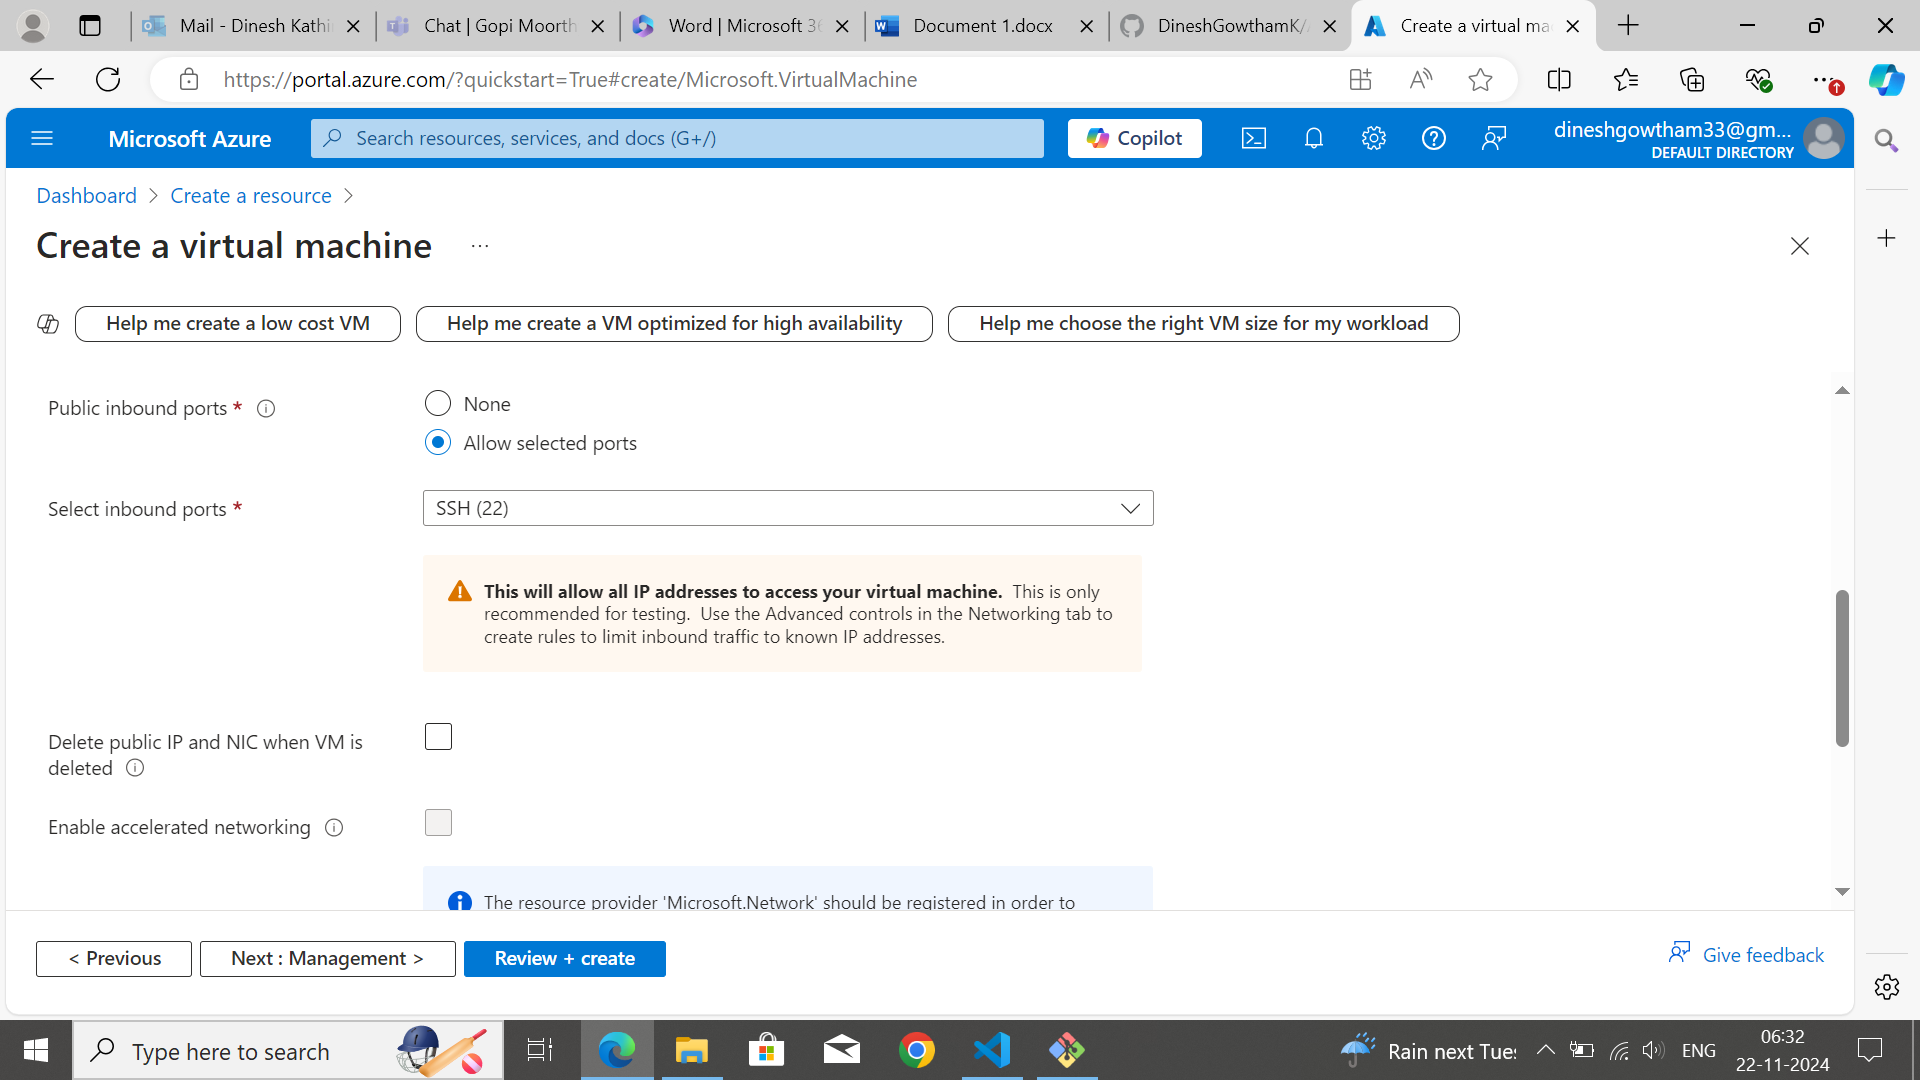 Mail - Dinesh Kathi
Chat | Gopi Moorth
Word | Microsoft 36
Document 1.docx
DineshGowthamK/
Create a virtual ma
https://portal.azure.com/?quickstart=True#create/Microsoft.VirtualMachine
Microsoft Azure
Search resources, services, and docs (G+/)
Copilot
dineshgowtham33@gm...
DEFAULT DIRECTORY
Dashboard > Create a resource >
Create a virtual machine ...
Help me create a low cost VM
Help me create a VM optimized for high availability
Help me choose the right VM size for my workload
Public inbound ports *
None
Allow selected ports
Select inbound ports *
SSH (22)
This will allow all IP addresses to access your virtual machine. This is only
recommended for testing. Use the Advanced controls in the Networking tab to
create rules to limit inbound traffic to known IP addresses.
Delete public IP and NIC when VM is
deleted
Enable accelerated networking
The resource provider 'Microsoft.Network' should be registered in order to
< Previous
Next : Management >
Review + create
Give feedback
Type here to search
Rain next Tues
ENG
06:32
22-11-2024